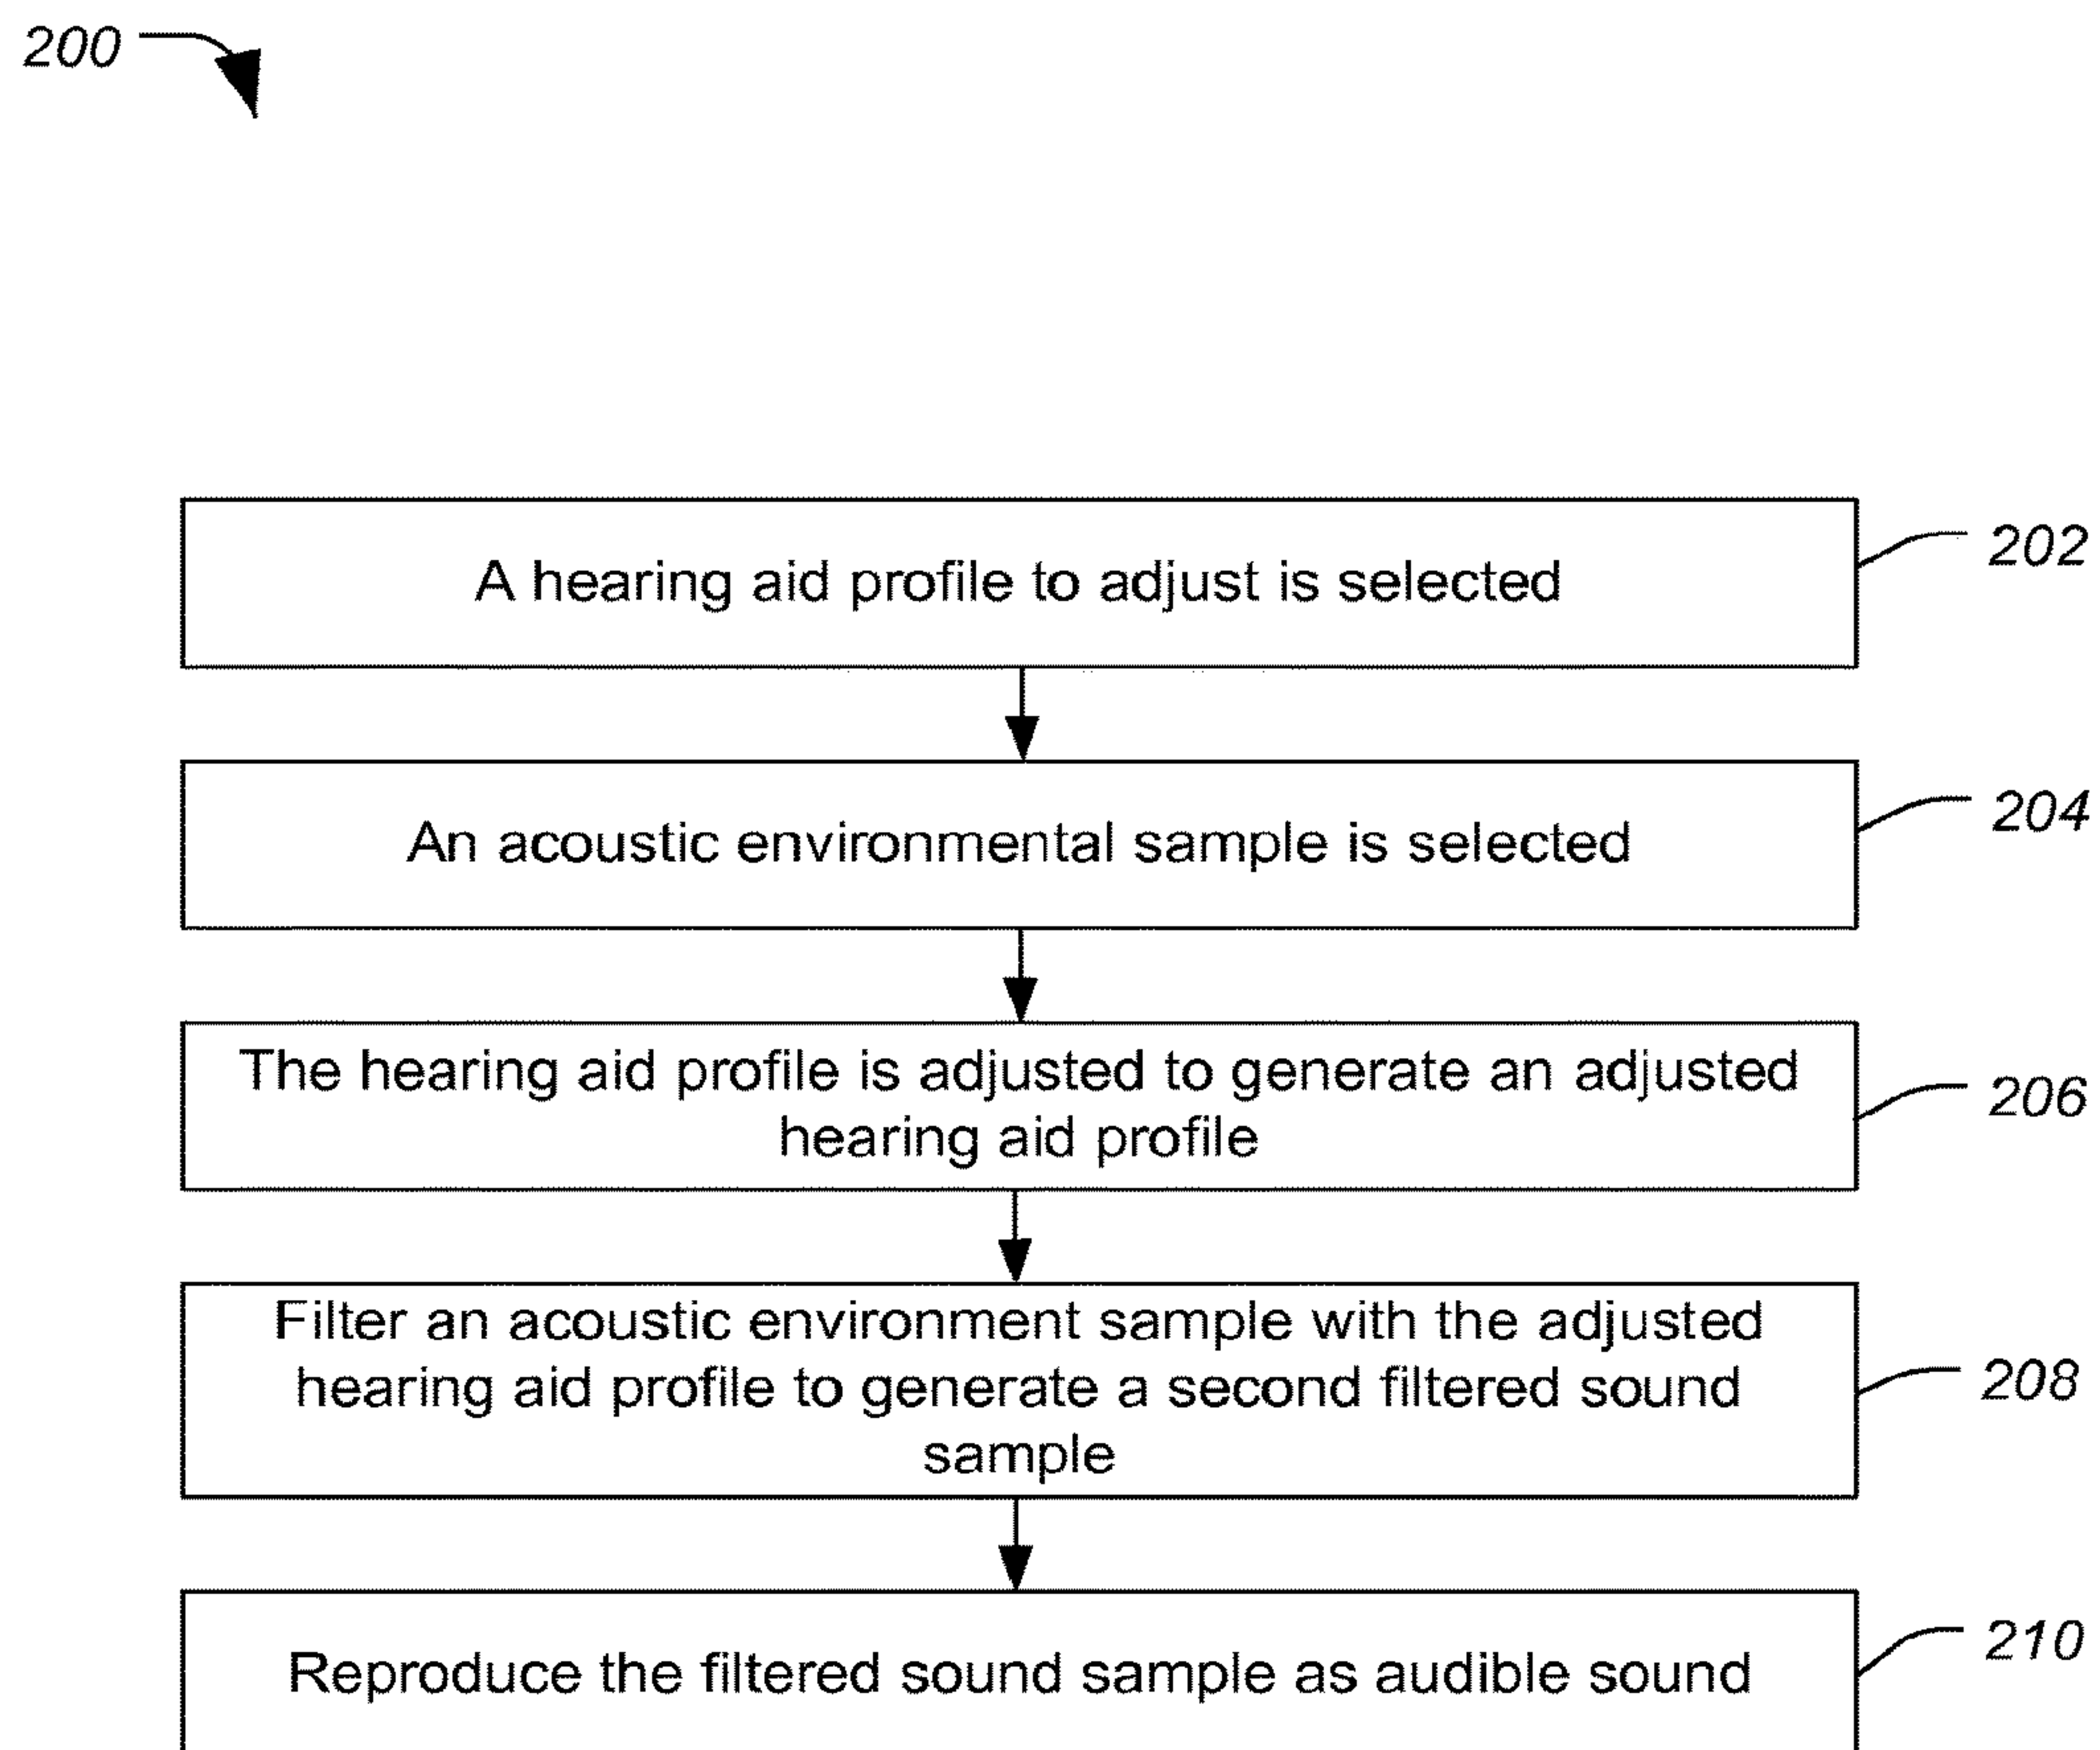 200
A hearing aid profile to adjust is selected
202
An acoustic environmental sample is selected
204
The hearing aid profile is adjusted to generate an adjusted
hearing aid profile
206
Filter an acoustic environment sample with the adjusted
hearing aid profile to generate a second filtered sound
sample
208
Reproduce the filtered sound sample as audible sound
210